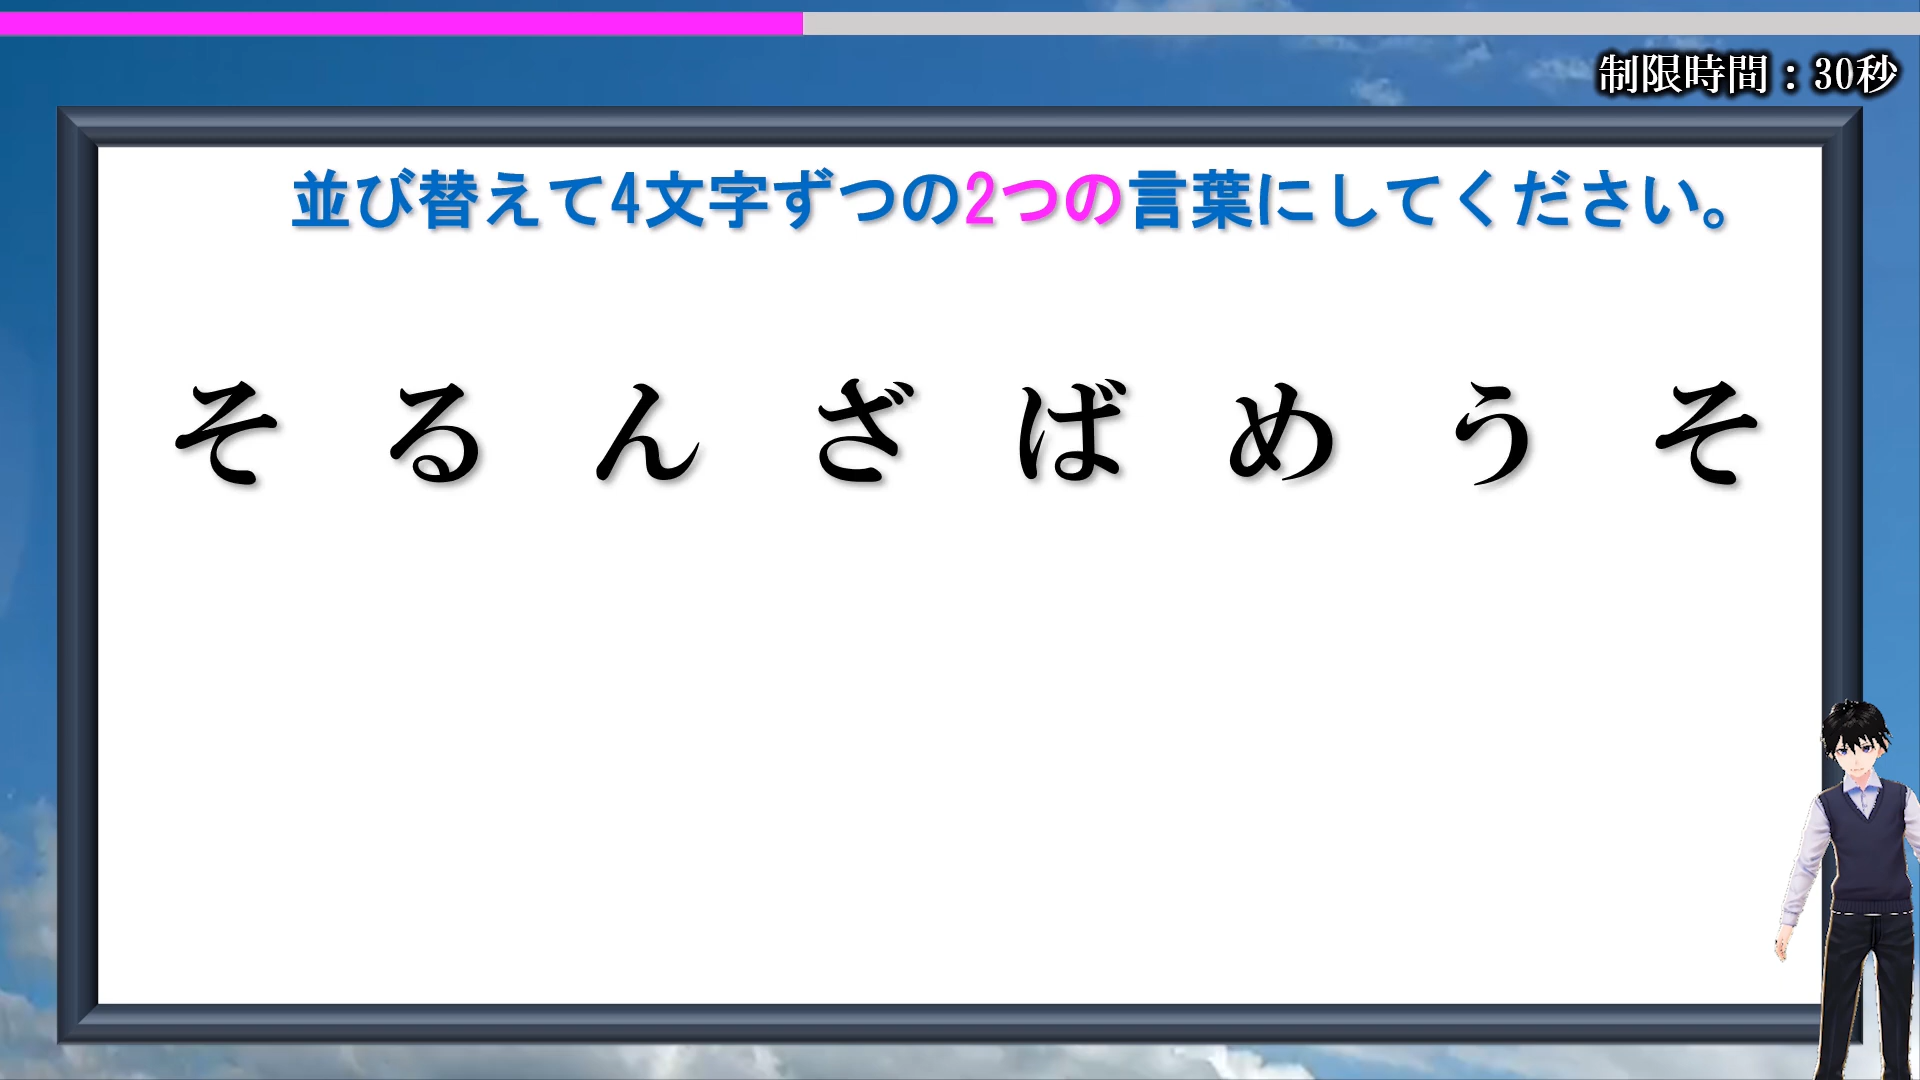 制限時間：30秒
並び替えて4文字ずつの2つの言葉にしてください。
そ る ん ざ ば め う そ